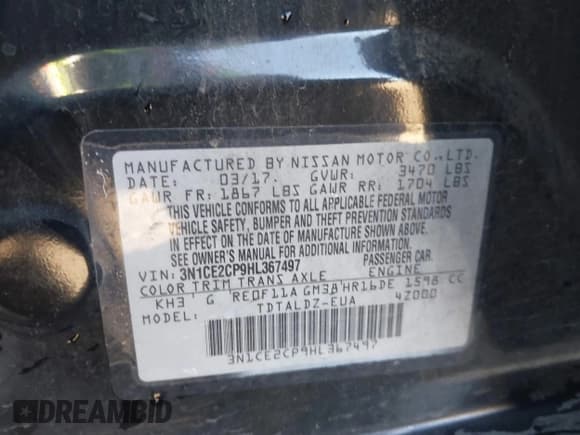 MANUFACTURED BY NISSAN MOTOR CO.,LTD.
DATE: 03/17. GVWR: 3470 LBS
GAWR FR: 1867 LBS GAWR RR: 1704 LBS
THIS VEHICLE CONFORMS TO ALL APPLICABLE FEDERAL MOTOR
VEHICLE SAFETY, BUMPER AND THEFT PREVENTION STANDARDS
IN EFFECT ON THE DATE OF MANUFACTURE SHOWN ABOVE.
SEE OWNER'S MANUAL FOR ADDITIONAL INFORMATION.
VIN: 3N1CE2CP9HL367497 PASSENGER CAR.
COLOR TRIM TRANS AXLE ENGINE
KH3 G RE0F11A GM38 HR16DE 1598 CC
MODEL: TDTALDZ-EUA 4Z000
3N1CE2CP9HL367497
DREAMBID